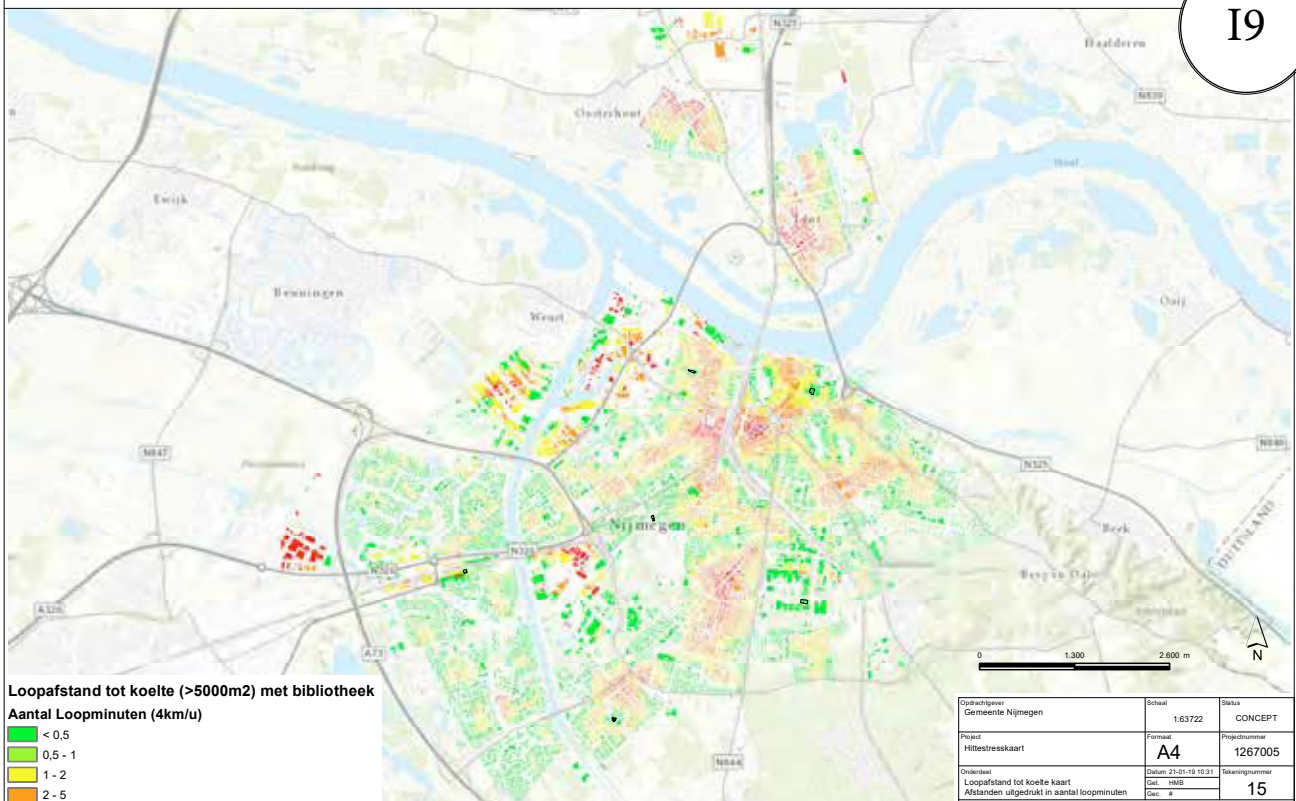 I9
N325
Haalderen
N839
Oosterhout
Waal
Ewijk
Lent
Beuningen
Ooij
Weurt
N847
N840
N325
Nijmegen
Beek
DUITSLAND
N326
Berg en Dal
A326
A73
N844
0 1.300 2.600 m
N
Loopafstand tot koelte (>5000m2) met bibliotheek
Aantal Loopminuten (4km/u)
< 0,5
0,5 - 1
1 - 2
2 - 5
Opdrachtgever
Gemeente Nijmegen
Schaal
1:63722
Status
CONCEPT
Project
Hittestresskaart
Formaat
A4
Projectnummer
1267005
Onderdeel
Loopafstand tot koelte kaart
Afstanden uitgedrukt in aantal loopminuten
Datum 21-01-19 10:31
Get. HMB
Gec. #
Tekeningnummer
15